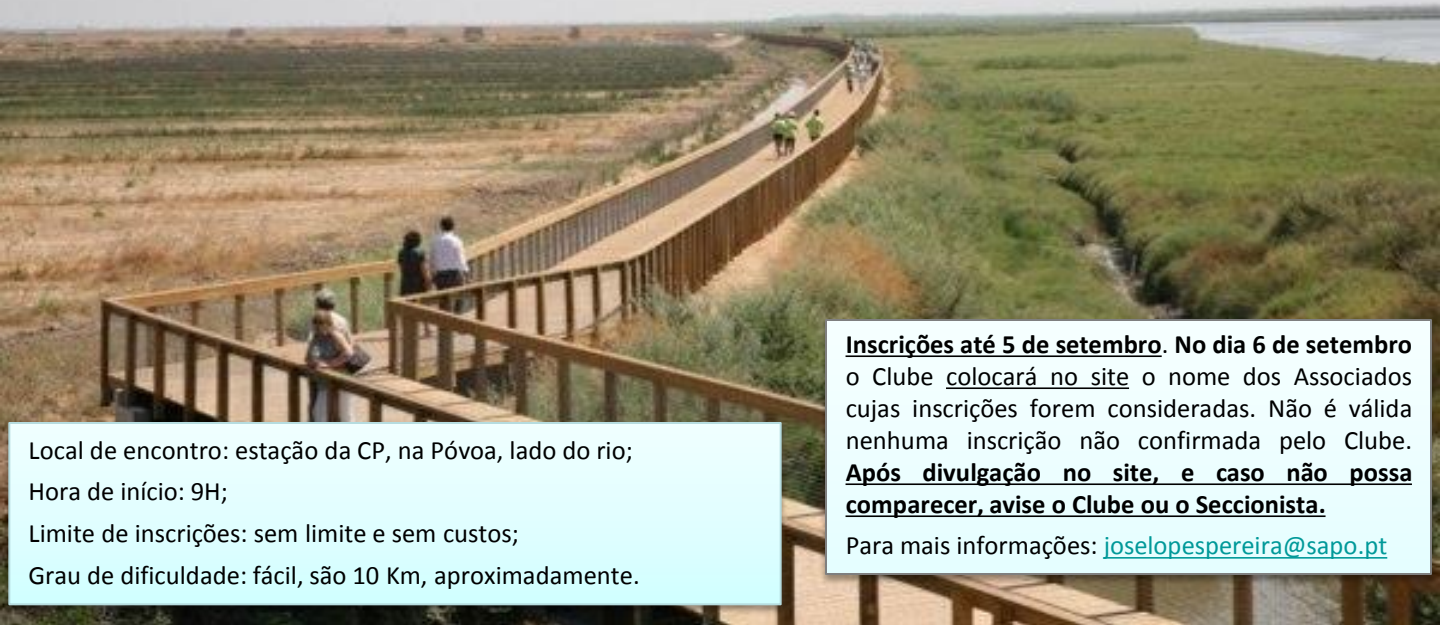 Local de encontro: estação da CP, na Póvoa, lado do rio;
Hora de início: 9H;
Limite de inscrições: sem limite e sem custos;
Grau de dificuldade: fácil, são 10 Km, aproximadamente.
Inscrições até 5 de setembro. No dia 6 de setembro
o Clube colocará no site o nome dos Associados
cujas inscrições forem consideradas. Não é válida
nenhuma inscrição não confirmada pelo Clube.
Após divulgação no site, e caso não possa
comparecer, avise o Clube ou o Seccionista.
Para mais informações: joselopespereira@sapo.pt